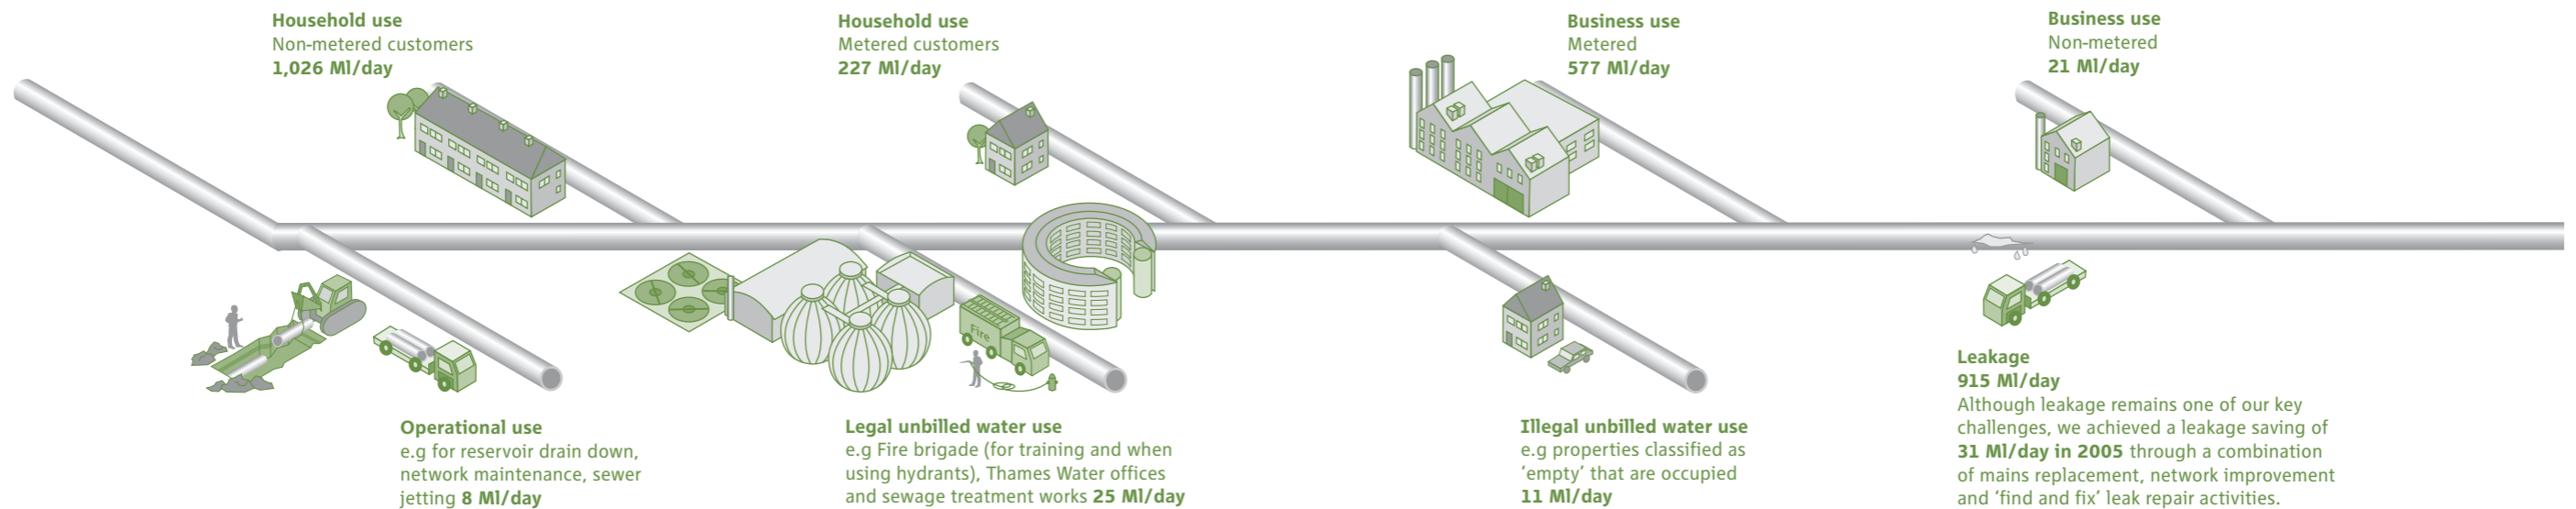 Household use
Non-metered customers
1,026 Ml/day
Household use
Metered customers
227 Ml/day
Business use
Metered
577 Ml/day
Business use
Non-metered
21 Ml/day
Fire
Operational use
e.g for reservoir drain down,
network maintenance, sewer
jetting 8 Ml/day
Legal unbilled water use
e.g Fire brigade (for training and when
using hydrants), Thames Water offices
and sewage treatment works 25 Ml/day
Illegal unbilled water use
e.g properties classified as
‘empty’ that are occupied
11 Ml/day
Leakage
915 Ml/day
Although leakage remains one of our key
challenges, we achieved a leakage saving of
31 Ml/day in 2005 through a combination
of mains replacement, network improvement
and ‘find and fix’ leak repair activities.